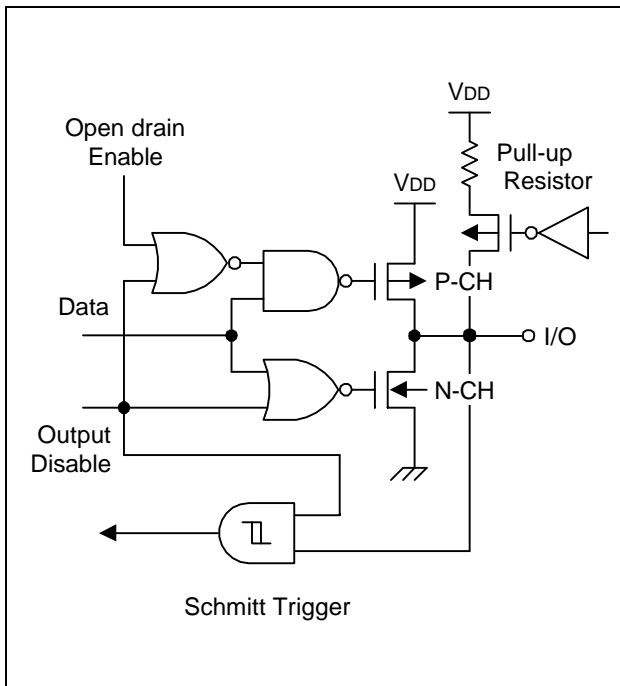 VDD
Open drain
Enable
Pull-up
Resistor
VDD
P-CH
Data
I/O
N-CH
Output
Disable
Schmitt Trigger